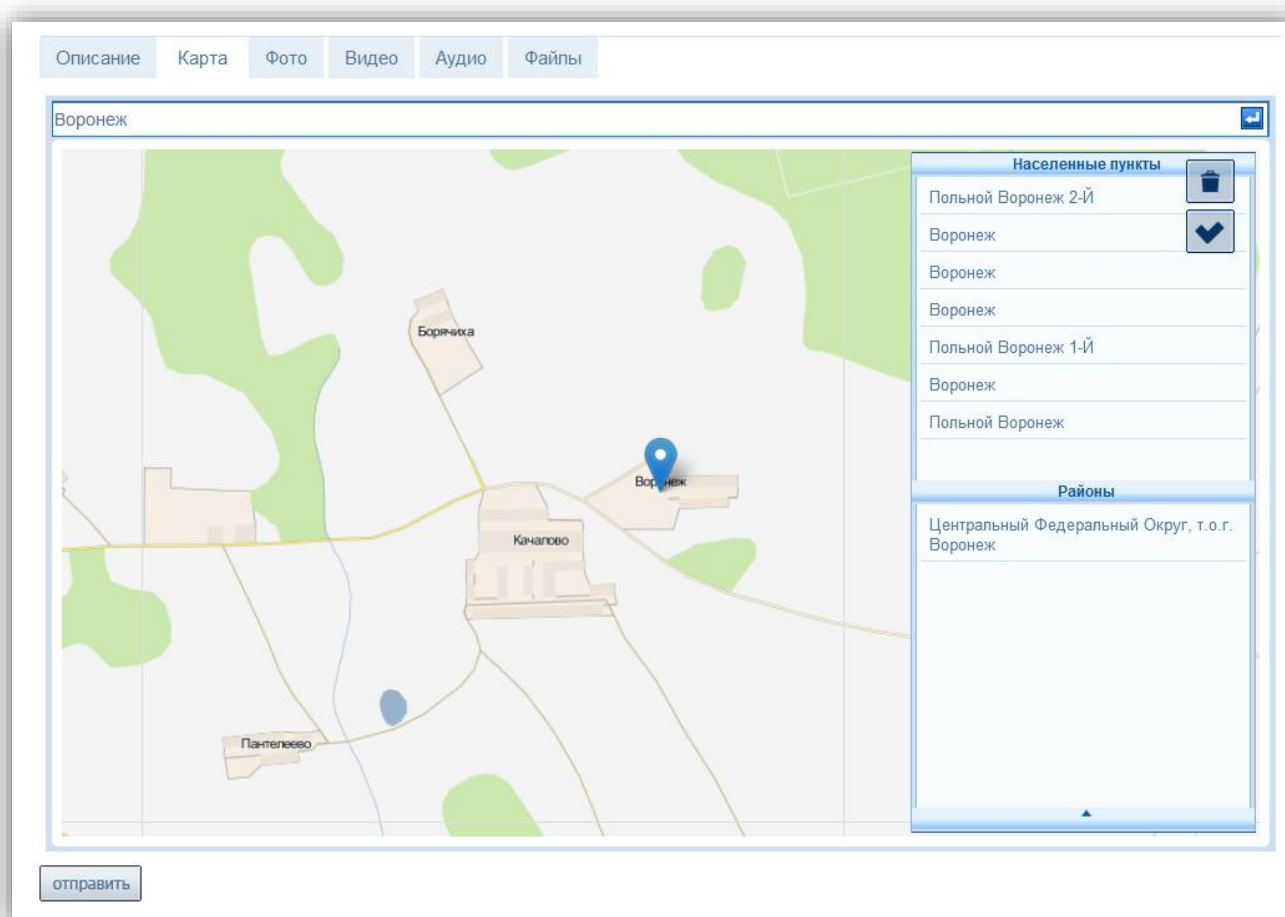 Описание Карта Фото Видео Аудио Файлы
Воронеж
Населенные пункты
Польной Воронеж 2-Й
Воронеж
Воронеж
Воронеж
Польной Воронеж 1-Й
Воронеж
Польной Воронеж
Районы
Центральный Федеральный Округ, т.о.г.
Воронеж
Борячиха
Воронеж
Качалово
Пантелеево
отправить